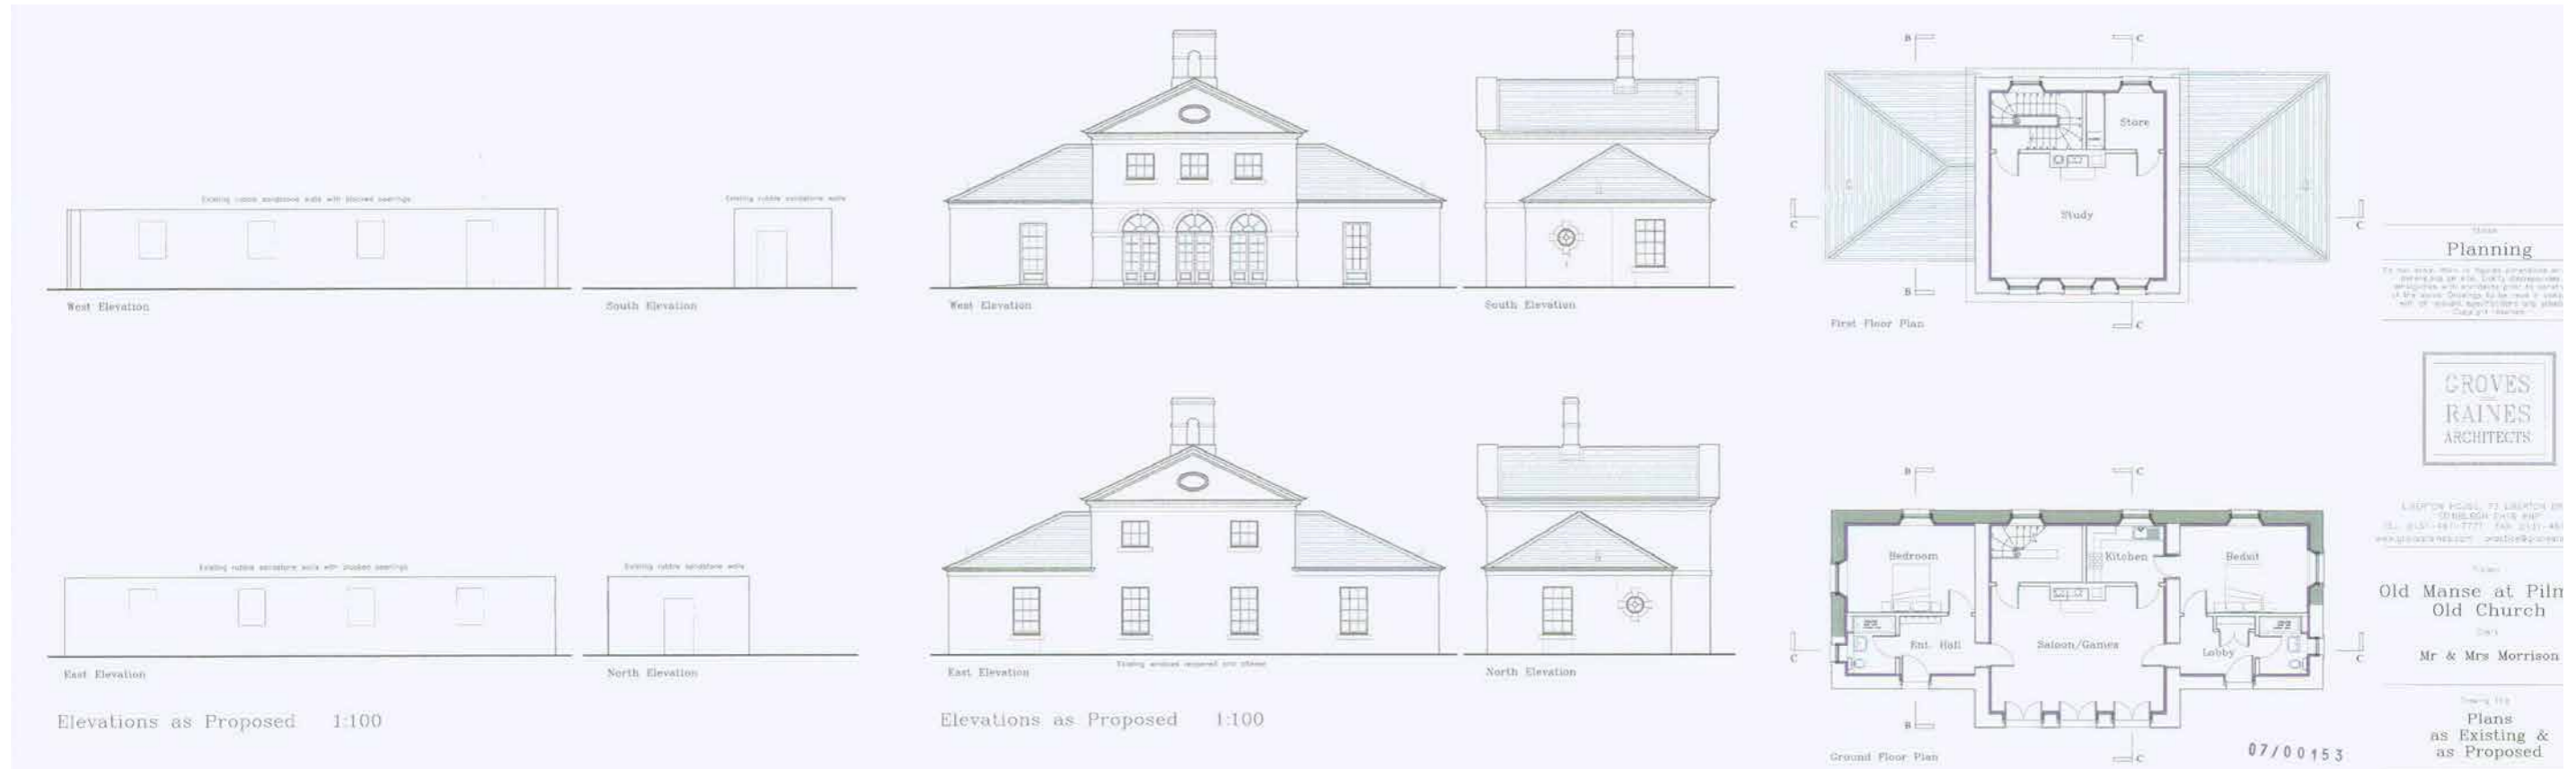 Existing rubble sandstone walls with blocked openings
West Elevation
Existing rubble sandstone walls
South Elevation
Existing rubble sandstone walls with blocked openings
East Elevation
Existing rubble sandstone walls
North Elevation
Elevations as Proposed 1:100
West Elevation
South Elevation
East Elevation
North Elevation
Elevations as Proposed 1:100
B
C
Store
Study
C
C
B
C
First Floor Plan
B
C
Bedroom
Kitchen
Bedsit
Ent. Hall
Saloon/Games
Lobby
C
C
B
C
Ground Floor Plan
07/00153
Planning
GROVES
RAINES
ARCHITECTS
Old Manse at
Old Church
Mr & Mrs Morrison
Plans
as Existing &
as Proposed